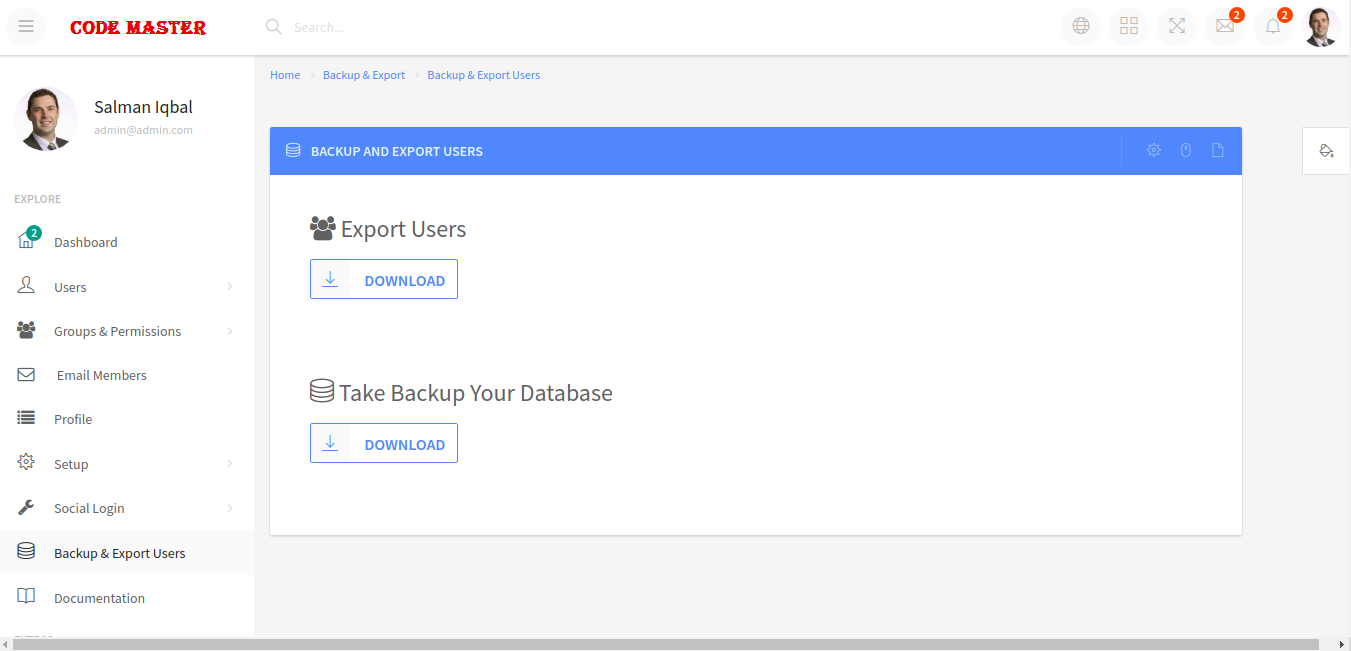 CODE MASTER
Search...
2
2
Home
Backup & Export
Backup & Export Users
Salman Iqbal
admin@admin.com
EXPLORE
2
Dashboard
Users
Groups & Permissions
Email Members
Profile
Setup
Social Login
Backup & Export Users
Documentation
BACKUP AND EXPORT USERS
Export Users
DOWNLOAD
Take Backup Your Database
DOWNLOAD